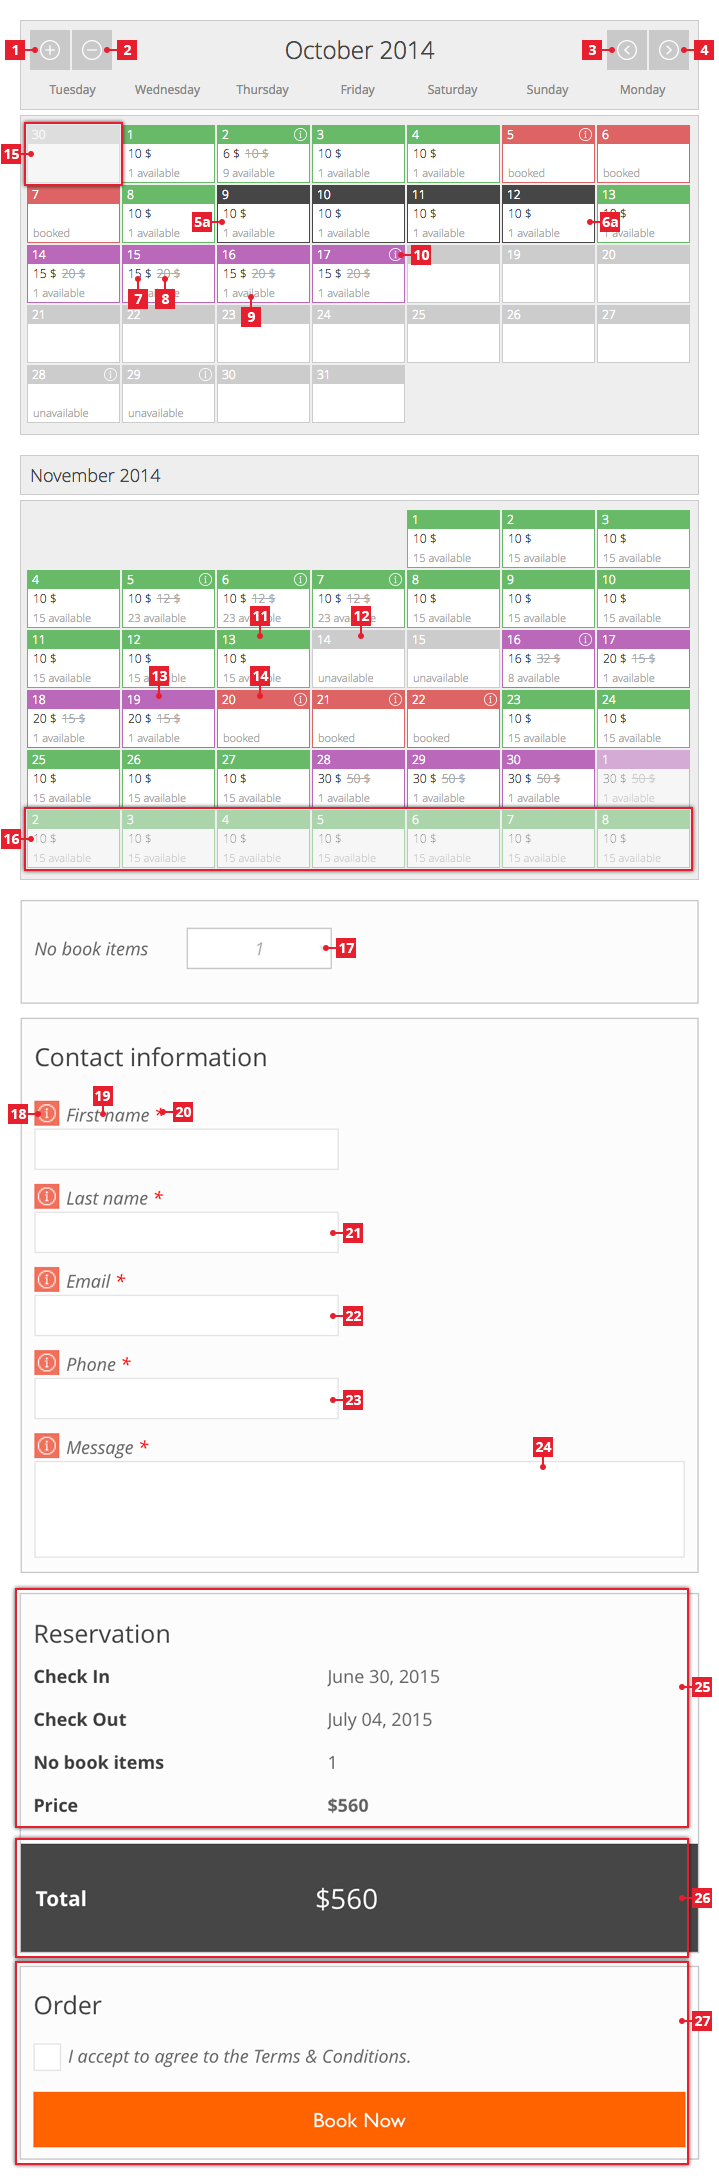 1 2 October 2014 3 4
Tuesday Wednesday Thursday Friday Saturday Sunday Monday
30 1 2 3 4 5 6
15 10 $ 6 $ 10 $ 10 $ 10 $
1 available 9 available 1 available 1 available booked booked
7 8 9 10 11 12 13
10 $ 10 $ 10 $ 10 $ 10 $ $
booked 1 available 5a 1 available 1 available 1 available 1 available 6a 1 available
14 15 16 17 10 19 20
15 $ 20 $ 15 $ 20 $ 15 $ 20 $ 15 $ 20 $
1 available 7 8 1 available 1 available
21 22 23 9 24 25 26 27
28 29 30 31
unavailable unavailable
November 2014
1 2 3
10 $ 10 $ 10 $
15 available 15 available 15 available
4 5 6 7 8 9 10
10 $ 10 $ 12 $ 10 $ 12 $ 10 $ 12 $ 10 $ 10 $ 10 $
15 available 23 available 23 11 23 12 15 available 15 available 15 available
11 12 13 14 15 16 17
10 $ 10 $ 10 $ 16 $ 32 $ 20 $ 15 $
15 available 15 13 15 14 unavailable unavailable 8 available 1 available
18 19 20 21 22 23 24
20 $ 15 $ 20 $ 15 $ 10 $ 10 $
1 available 1 available booked booked booked 15 available 15 available
25 26 27 28 29 30 1
10 $ 10 $ 10 $ 30 $ 50 $ 30 $ 50 $ 30 $ 50 $ 30 $ 50 $
15 available 15 available 15 available 1 available 1 available 1 available 1 available
2 3 4 5 6 7 8
16 10 $ 10 $ 10 $ 10 $ 10 $ 10 $ 10 $
15 available 15 available 15 available 15 available 15 available 15 available 15 available
No book items 1 17
Contact information
19
18 First name * 20
Last name *
21
Email *
22
Phone *
23
Message * 24
Reservation
Check In June 30, 2015 25
Check Out July 04, 2015
No book items 1
Price $560
Total $560 26
Order 27
I accept to agree to the Terms & Conditions.
Book Now